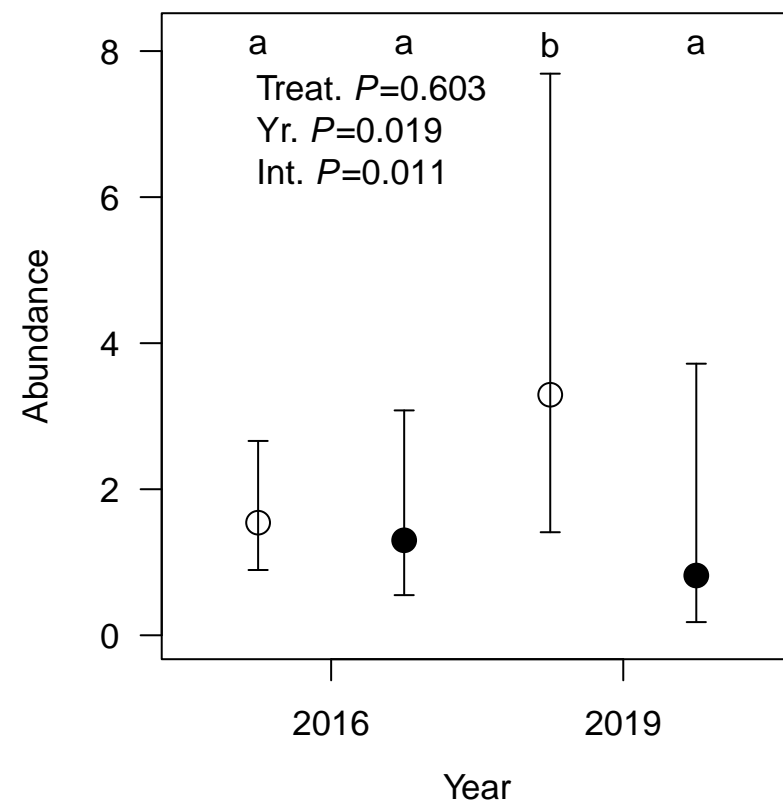 a a b a
Treat. P=0.603
Yr. P=0.019
Int. P=0.011
8
6
4
2
0
Abundance
2016 2019
Year